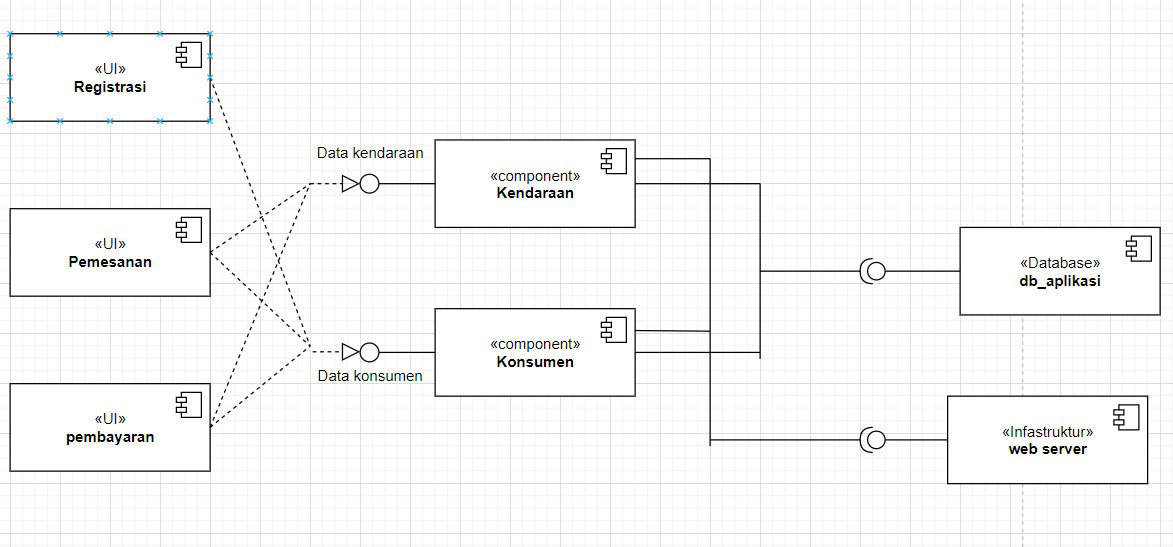 «UI»
Registrasi
«UI»
Pemesanan
«UI»
pembayaran
Data kendaraan
Data konsumen
«component»
Kendaraan
«component»
Konsumen
«Database»
db_aplikasi
«Infastruktur»
web server